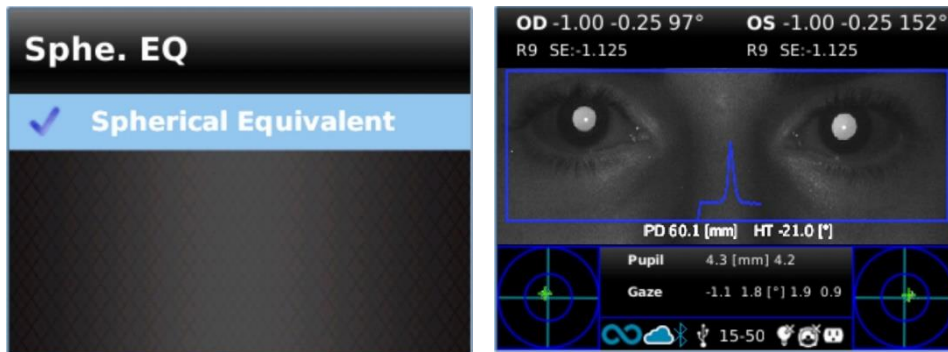 Sphe. EQ
Spherical Equivalent
OD -1.00 -0.25 97° OS -1.00 -0.25 152°
R9 SE:-1.125 R9 SE:-1.125
PD 60.1 [mm] HT -21.0 [°]
Pupil 4.3 [mm] 4.2
Gaze -1.1 1.8 [°] 1.9 0.9
15-50